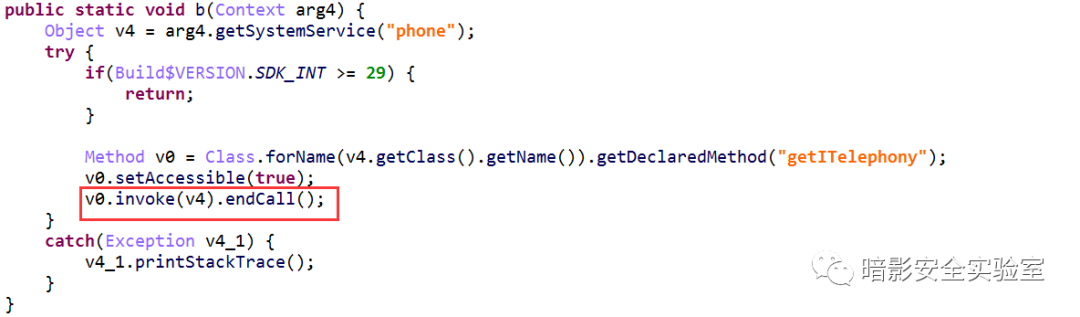 public static void b(Context arg4) {
    Object v4 = arg4.getSystemService("phone");
    try {
        if(Build$VERSION.SDK_INT >= 29) {
            return;
        }

        Method v0 = Class.forName(v4.getClass().getName()).getDeclaredMethod("getITelephony");
        v0.setAccessible(true);
        v0.invoke(v4).endCall();
    }
    catch(Exception v4_1) {
        v4_1.printStackTrace();
    }
}
暗影安全实验室